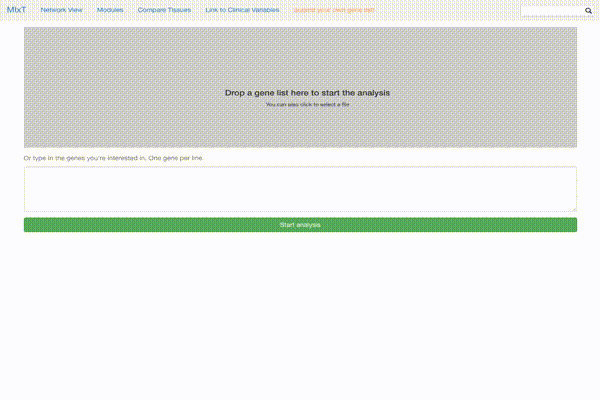 MIxT
Network View
Modules
Compare Tissues
Link to Clinical Variables
submit your own gene list!
Drop a gene list here to start the analysis
You can also click to select a file
Or type in the genes you're interested in. One gene per line.
Start analysis